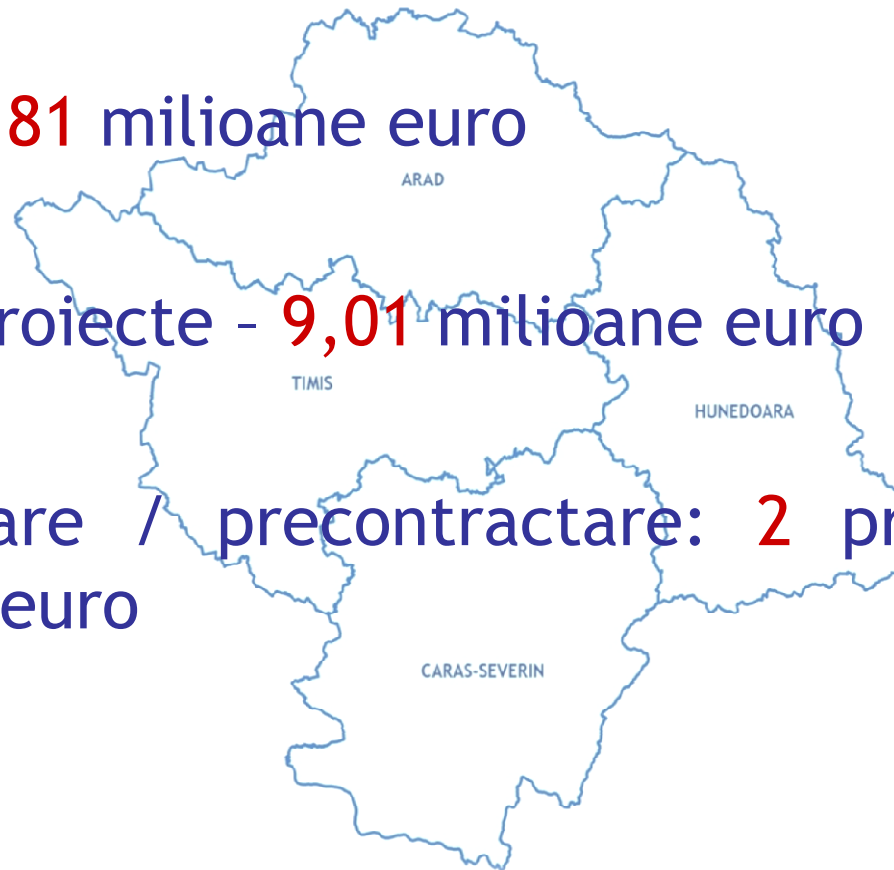 81 milioane euro
ARAD
roiecte – 9,01 milioane euro
TIMIS
HUNEDOARA
are / precontractare: 2 pr
euro
CARAS-SEVERIN